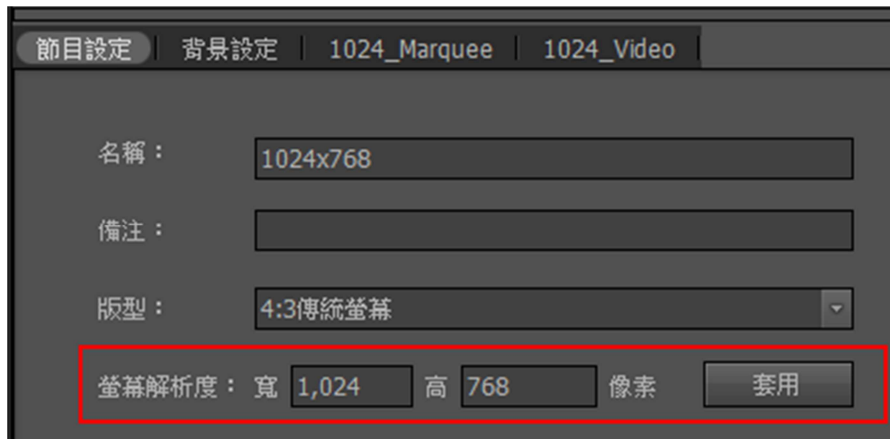 節目設定 背景設定 1024_Marquee 1024_Video
名稱： 1024x768
備注：
版型： 4:3傳統螢幕
螢幕解析度： 寬 1,024 高 768 像素 套用